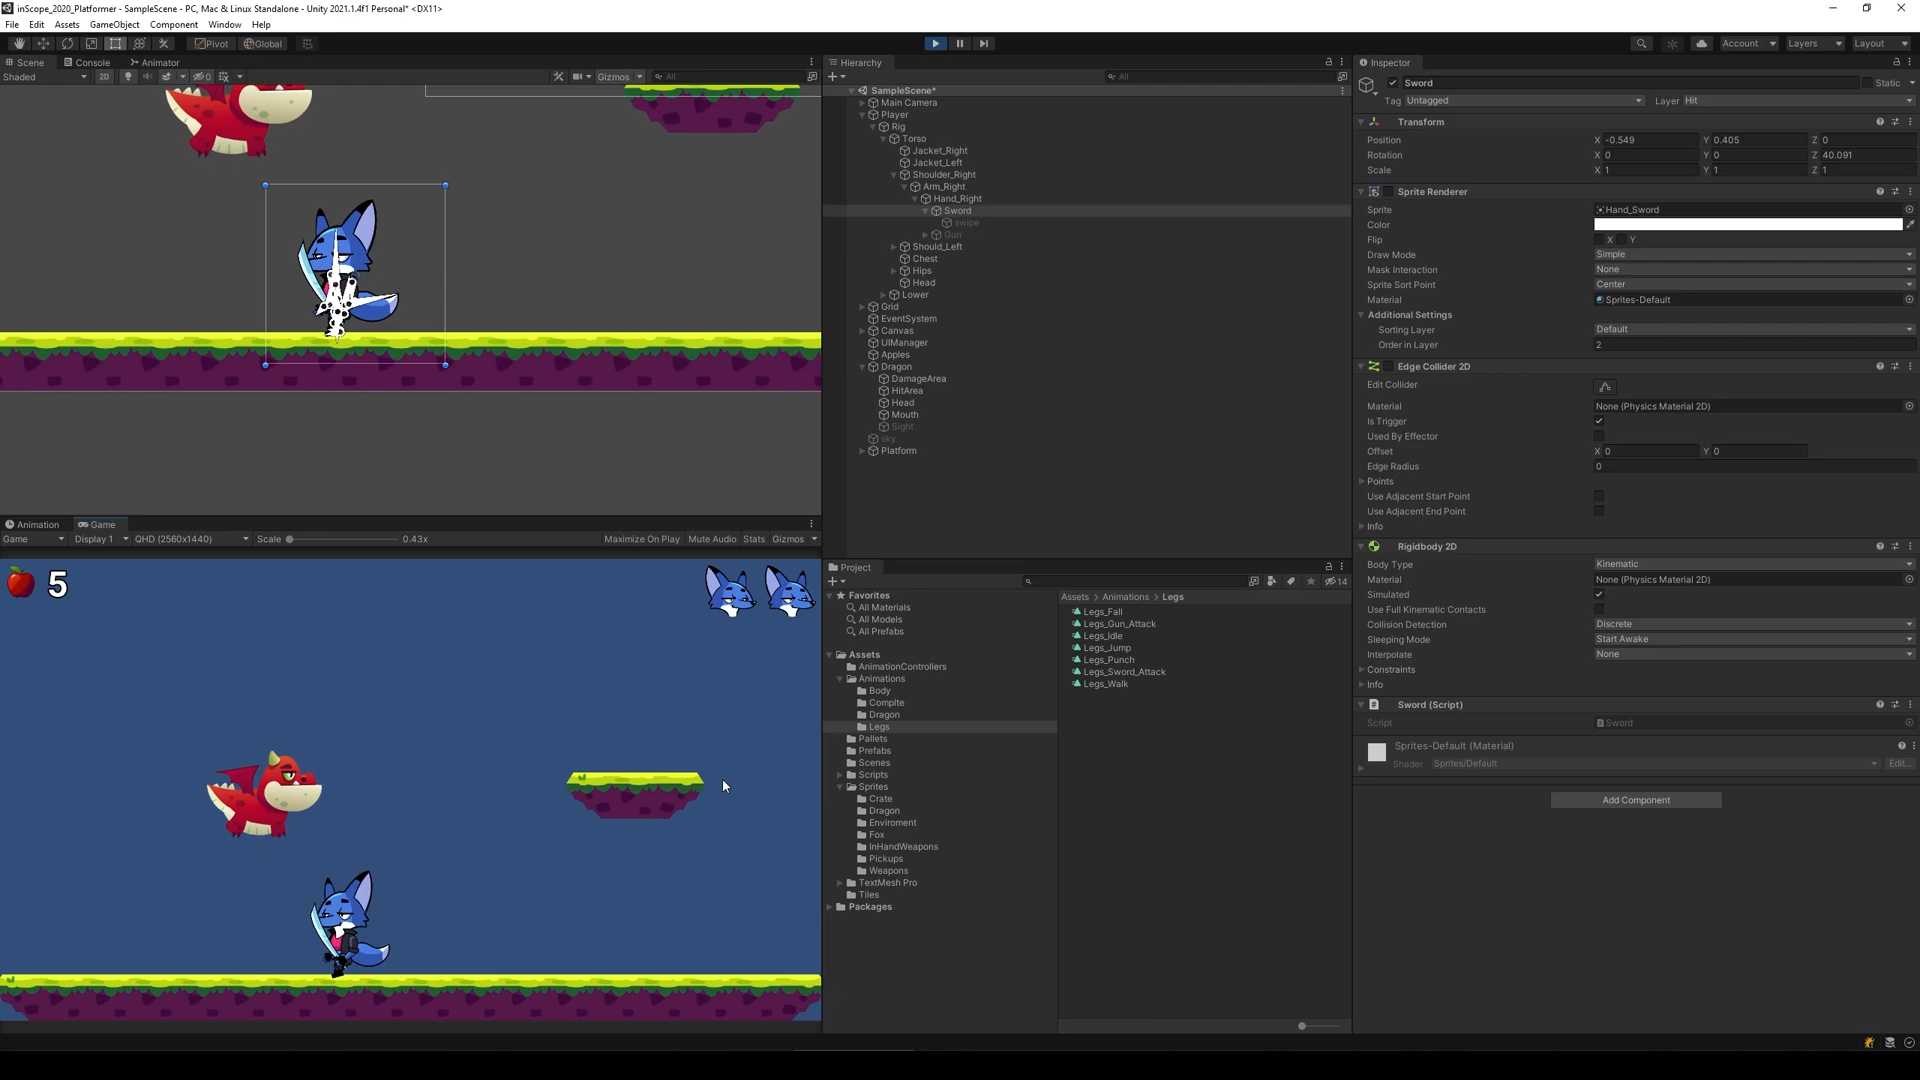 inScope_2020_Platformer - SampleScene - PC, Mac & Linux Standalone - Unity 2021.1.4f1 Personal* <DX11>
File Edit Assets GameObject Component Window Help
Pivot Global Account Layers Layout
Scene Console Animator
Shaded 2D 0 Gizmos All
Hierarchy
All
SampleScene*
Main Camera
Player
Rig
Torso
Jacket_Right
Jacket_Left
Shoulder_Right
Arm_Right
Hand_Right
Sword
swipe
Gun
Should_Left
Chest
Hips
Head
Lower
Grid
EventSystem
Canvas
UIManager
Apples
Dragon
DamageArea
HitArea
Head
Mouth
Sight
sky
Platform
Animation Game
Game Display 1 QHD (2560x1440) Scale 0.43x Maximize On Play Mute Audio Stats Gizmos
5
Project
14
Favorites
All Materials
All Models
All Prefabs
Assets
AnimationControllers
Animations
Body
Complte
Dragon
Legs
Pallets
Prefabs
Scenes
Scripts
Sprites
Crate
Dragon
Enviroment
Fox
InHandWeapons
Pickups
Weapons
TextMesh Pro
Tiles
Packages
Assets > Animations > Legs
Legs_Fall
Legs_Gun_Attack
Legs_Idle
Legs_Jump
Legs_Punch
Legs_Sword_Attack
Legs_Walk
Inspector
Sword Static
Tag Untagged Layer Hit
Transform
Position X -0.549 Y 0.405 Z 0
Rotation X 0 Y 0 Z 40.091
Scale X 1 Y 1 Z 1
Sprite Renderer
Sprite Hand_Sword
Color
Flip X Y
Draw Mode Simple
Mask Interaction None
Sprite Sort Point Center
Material Sprites-Default
Additional Settings
Sorting Layer Default
Order in Layer 2
Edge Collider 2D
Edit Collider
Material None (Physics Material 2D)
Is Trigger
Used By Effector
Offset X 0 Y 0
Edge Radius 0
Points
Use Adjacent Start Point
Use Adjacent End Point
Info
Rigidbody 2D
Body Type Kinematic
Material None (Physics Material 2D)
Simulated
Use Full Kinematic Contacts
Collision Detection Discrete
Sleeping Mode Start Awake
Interpolate None
Constraints
Info
Sword (Script)
Script Sword
Sprites-Default (Material)
Shader Sprites/Default Edit...
Add Component